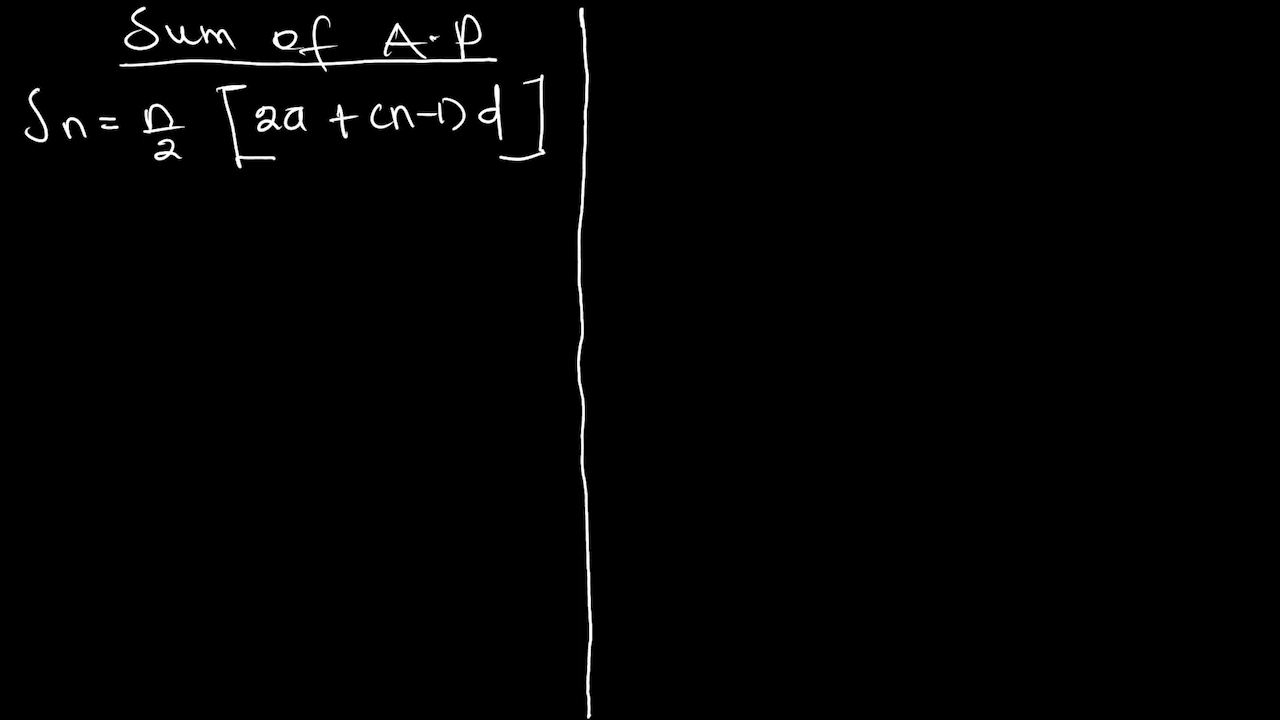 Sum of A.P
Sn = n/2 [2a + (n-1)d]